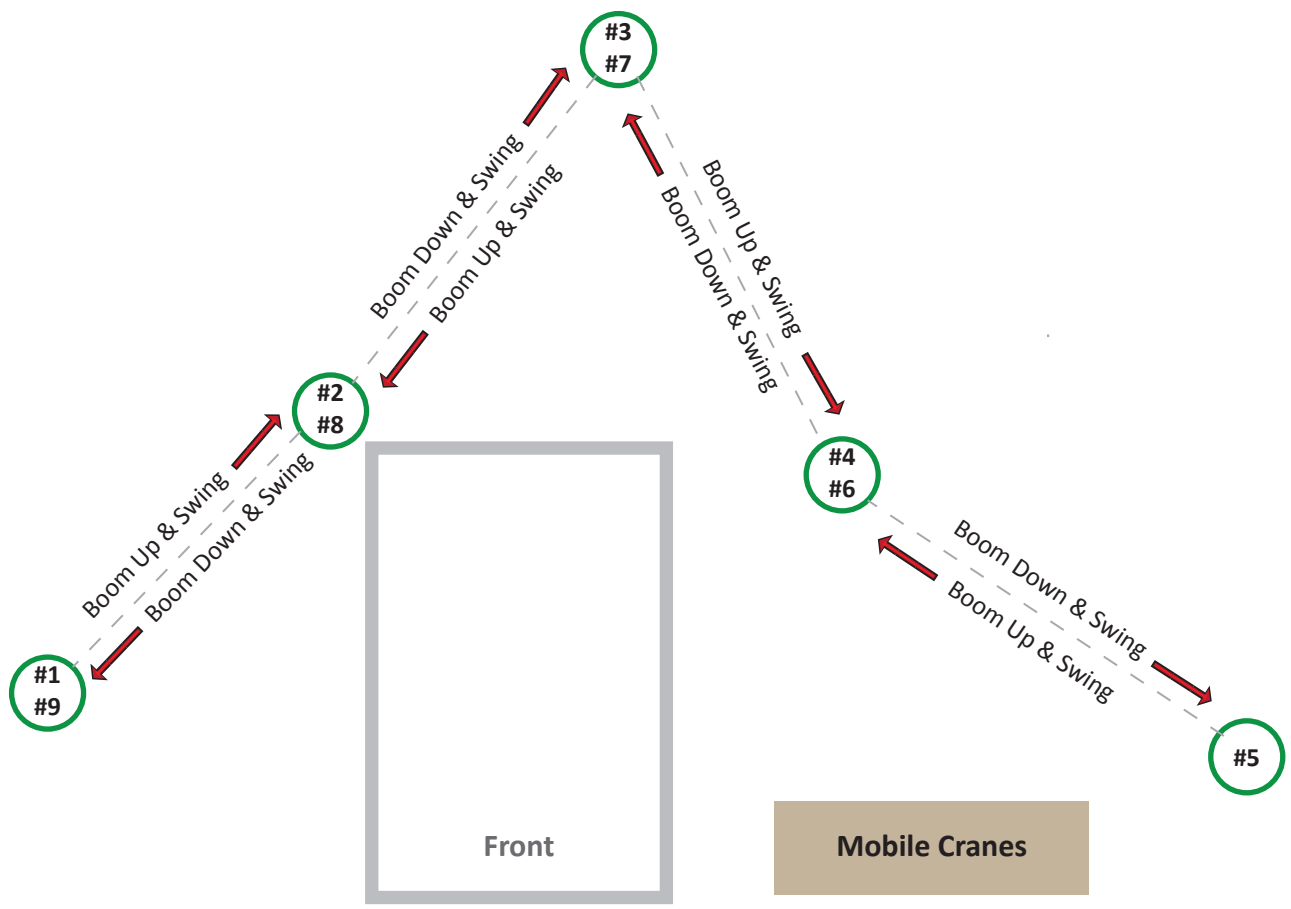 #3
#7
Boom Down & Swing
Boom Up & Swing
Boom Up & Swing
Boom Down & Swing
#2
#8
#4
#6
Boom Up & Swing
Boom Down & Swing
Boom Down & Swing
Boom Up & Swing
#1
#9
#5
Front
Mobile Cranes